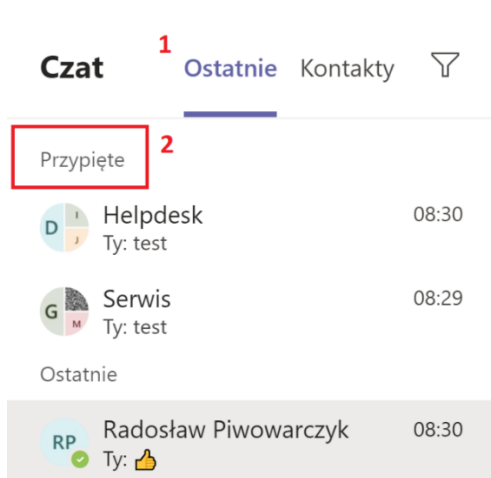 1
Czat Ostatnie Kontakty
Przypięte 2
D I J Helpdesk 08:30
Ty: test
G M Serwis 08:29
Ty: test
Ostatnie
RP Radosław Piwowarczyk 08:30
Ty: 👍